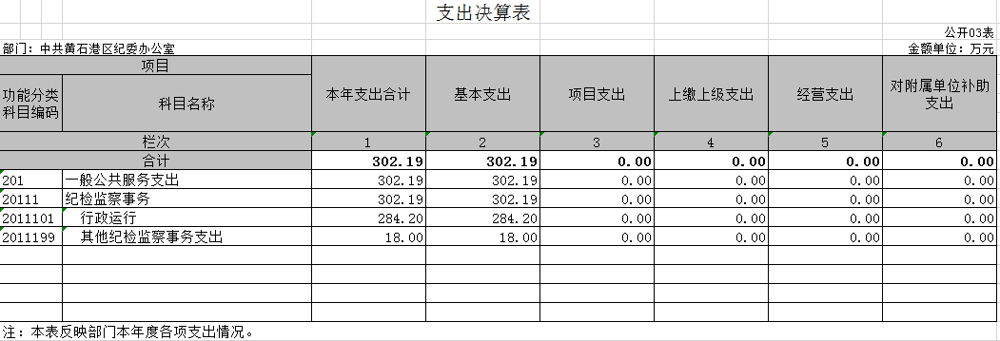 支出决算表
公开03表
部门：中共黄石港区纪委办公室 金额单位：万元
项目 本年支出合计 基本支出 项目支出 上缴上级支出 经营支出 对附属单位补助支出
功能分类科目编码 科目名称
栏次 1 2 3 4 5 6
合计 302.19 302.19 0.00 0.00 0.00 0.00
201 一般公共服务支出 302.19 302.19 0.00 0.00 0.00 0.00
20111 纪检监察事务 302.19 302.19 0.00 0.00 0.00 0.00
2011101 行政运行 284.20 284.20 0.00 0.00 0.00 0.00
2011199 其他纪检监察事务支出 18.00 18.00 0.00 0.00 0.00 0.00
注：本表反映部门本年度各项支出情况。